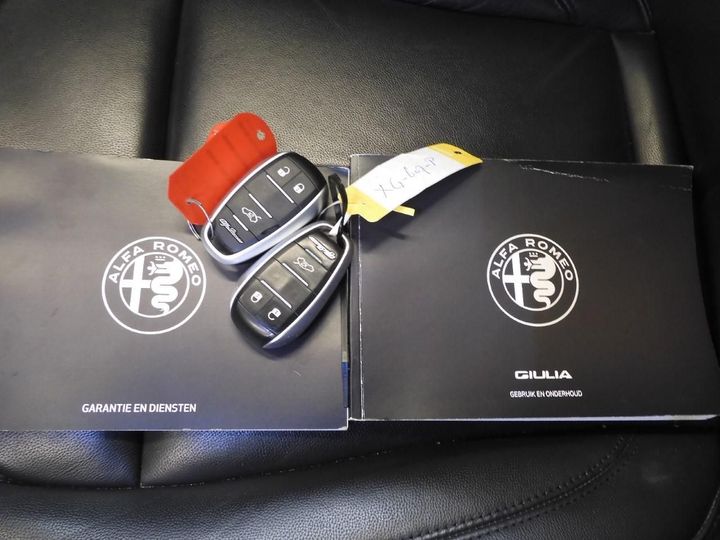 ALFA ROMEO
GARANTIE EN DIENSTEN
ALFA ROMEO
GIULIA
GEBRUIK EN ONDERHOUD